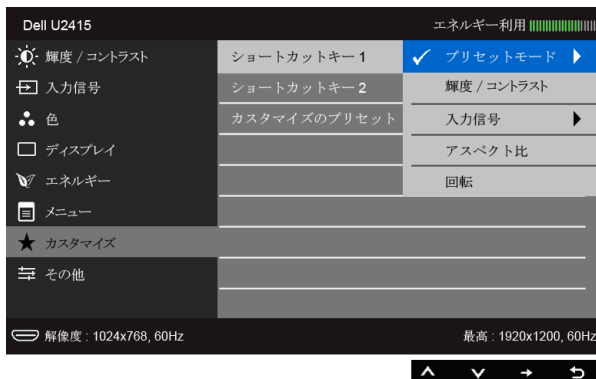 Dell U2415 エネルギー利用
輝度 / コントラスト ショートカットキー 1 プリセットモード
入力信号 ショートカットキー 2 輝度 / コントラスト
色 カスタマイズのプリセット 入力信号
ディスプレイ アスペクト比
エネルギー 回転
メニュー
カスタマイズ
その他
解像度 : 1024x768, 60Hz 最高 : 1920x1200, 60Hz